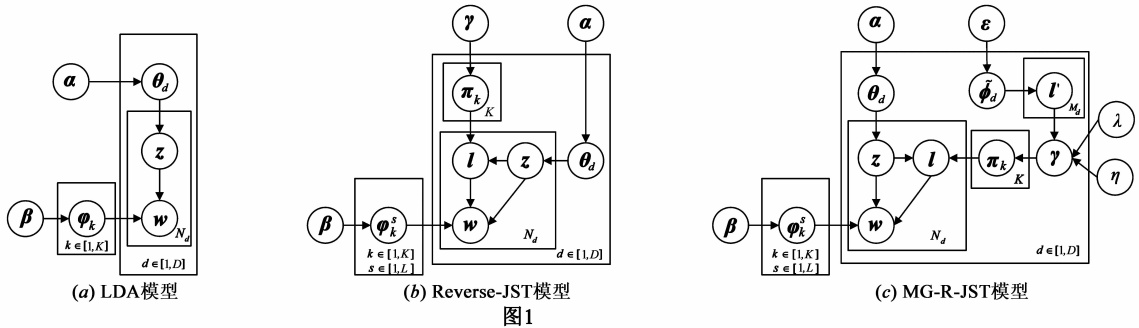 α
θ_d
z
β
φ_k
w
N_d
k∈[1,K]
d∈[1,D]
(a) LDA模型
γ
α
π_k
K
l
z
θ_d
β
φ_k^s
w
N_d
k∈[1,K]
s∈[1,L]
d∈[1,D]
(b) Reverse-JST模型
α
ε
θ_d
φ̃_d
l'
M_d
λ
z
l
π_k
γ
K
η
β
φ_k^s
w
N_d
k∈[1,K]
s∈[1,L]
d∈[1,D]
(c) MG-R-JST模型
图1